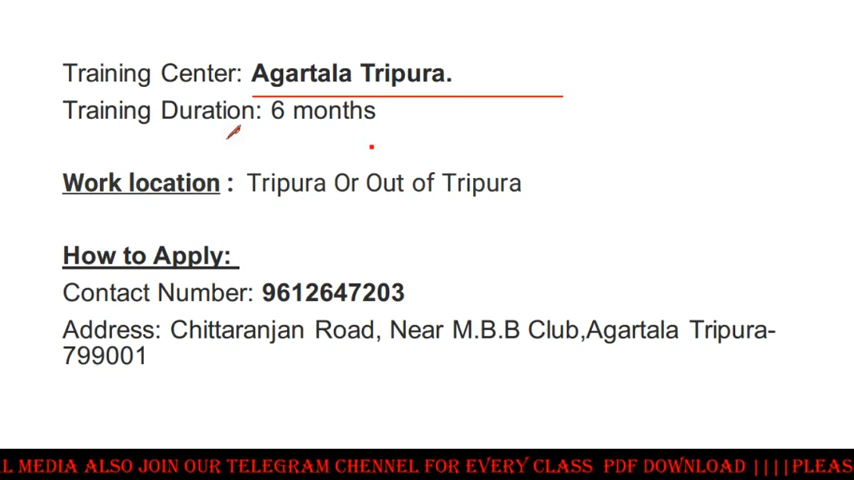 Training Center: Agartala Tripura.
Training Duration: 6 months
Work location : Tripura Or Out of Tripura
How to Apply:
Contact Number: 9612647203
Address: Chittaranjan Road, Near M.B.B Club,Agartala Tripura-
799001
L MEDIA ALSO JOIN OUR TELEGRAM CHENNEL FOR EVERY CLASS PDF DOWNLOAD ||||PLEAS